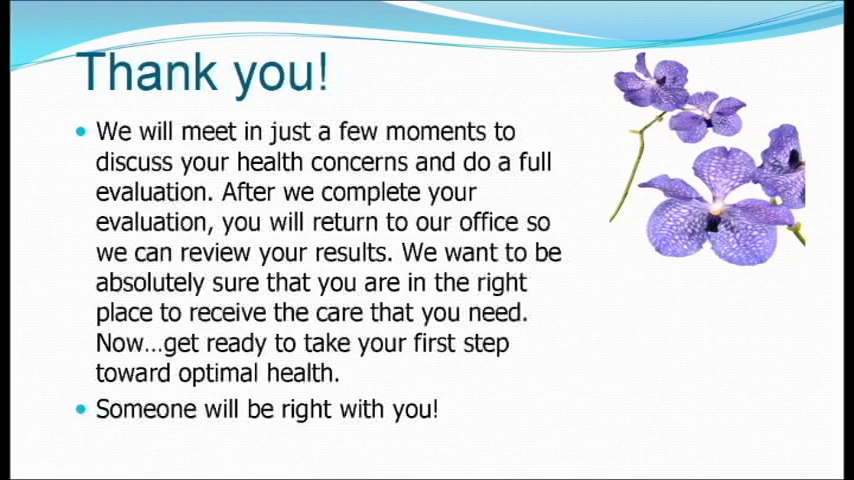 Thank you!
We will meet in just a few moments to
discuss your health concerns and do a full
evaluation. After we complete your
evaluation, you will return to our office so
we can review your results. We want to be
absolutely sure that you are in the right
place to receive the care that you need.
Now...get ready to take your first step
toward optimal health.
Someone will be right with you!